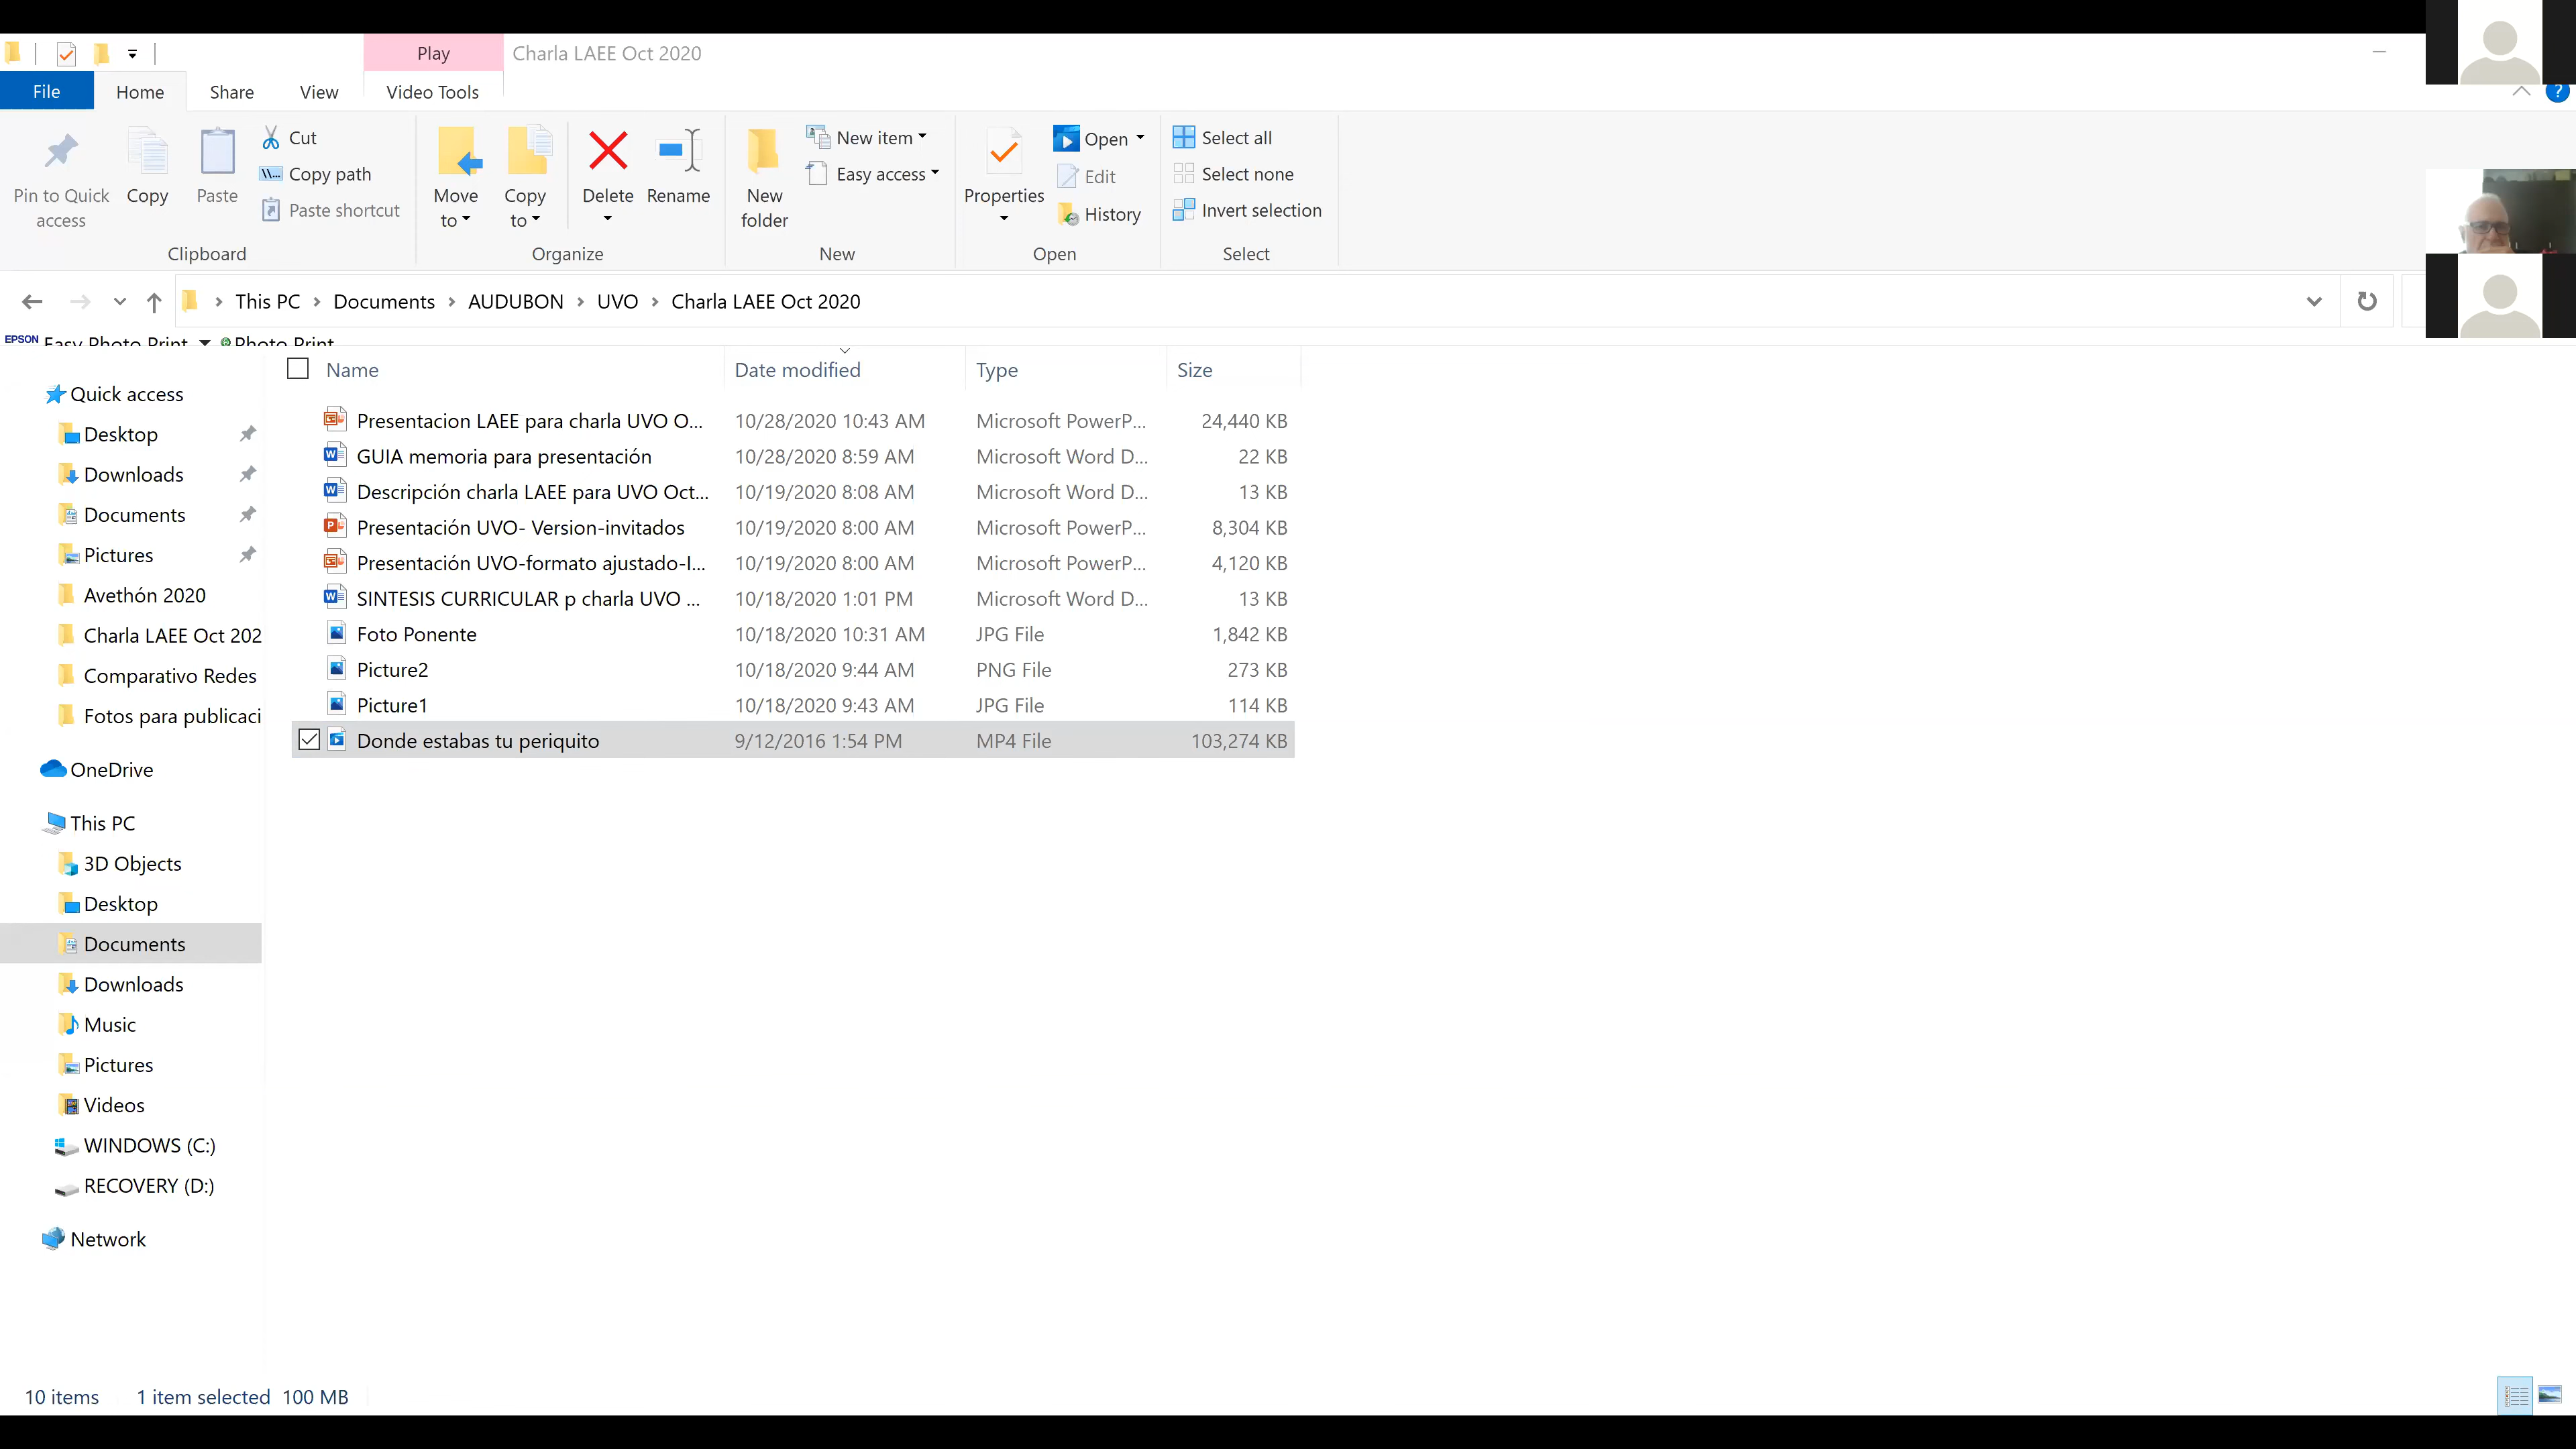 Play Charla LAEE Oct 2020
File Home Share View Video Tools
Pin to Quick access
Copy
Paste
Cut
Copy path
Paste shortcut
Clipboard
Move to
Copy to
Delete
Rename
Organize
New folder
New item
Easy access
New
Properties
Open
Edit
History
Open
Select all
Select none
Invert selection
Select
This PC > Documents > AUDUBON > UVO > Charla LAEE Oct 2020
EPSON Easy Photo Print Photo Print
Name Date modified Type Size
Presentacion LAEE para charla UVO O... 10/28/2020 10:43 AM Microsoft PowerP... 24,440 KB
GUIA memoria para presentación 10/28/2020 8:59 AM Microsoft Word D... 22 KB
Descripción charla LAEE para UVO Oct... 10/19/2020 8:08 AM Microsoft Word D... 13 KB
Presentación UVO- Version-invitados 10/19/2020 8:00 AM Microsoft PowerP... 8,304 KB
Presentación UVO-formato ajustado-I... 10/19/2020 8:00 AM Microsoft PowerP... 4,120 KB
SINTESIS CURRICULAR p charla UVO ... 10/18/2020 1:01 PM Microsoft Word D... 13 KB
Foto Ponente 10/18/2020 10:31 AM JPG File 1,842 KB
Picture2 10/18/2020 9:44 AM PNG File 273 KB
Picture1 10/18/2020 9:43 AM JPG File 114 KB
Donde estabas tu periquito 9/12/2016 1:54 PM MP4 File 103,274 KB
Quick access
Desktop
Downloads
Documents
Pictures
Avethón 2020
Charla LAEE Oct 202
Comparativo Redes
Fotos para publicaci
OneDrive
This PC
3D Objects
Desktop
Documents
Downloads
Music
Pictures
Videos
WINDOWS (C:)
RECOVERY (D:)
Network
10 items 1 item selected 100 MB